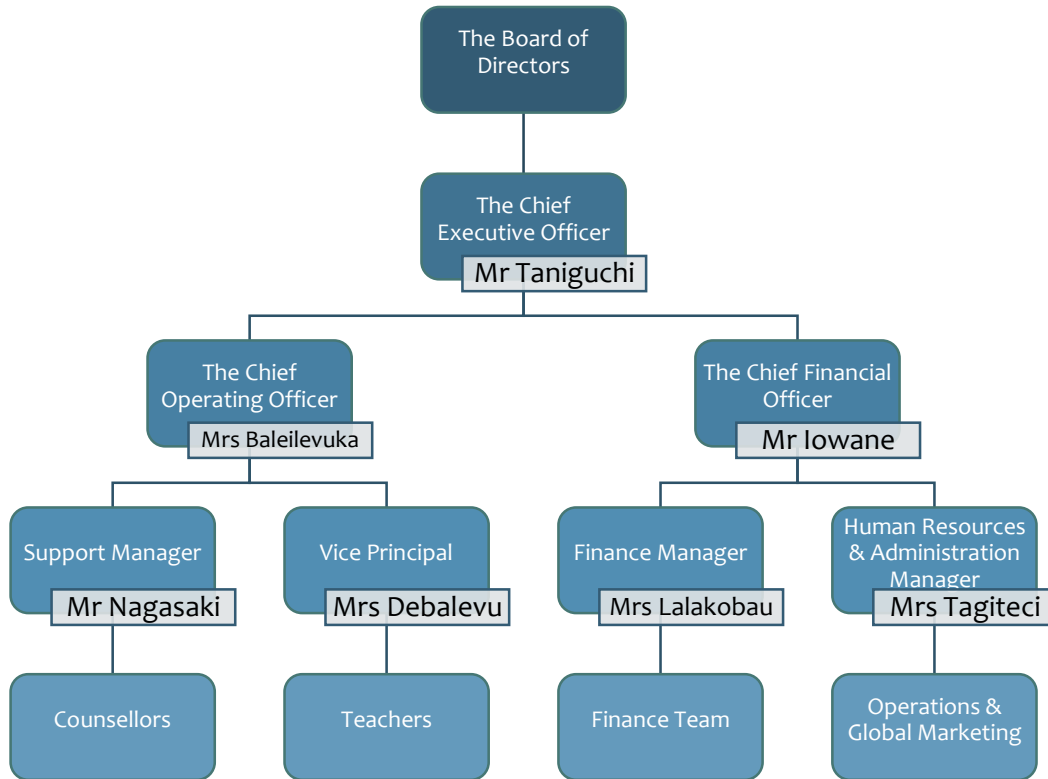 The Board of
Directors
The Chief
Executive Officer
Mr Taniguchi
The Chief
Operating Officer
Mrs Baleilevuka
The Chief Financial
Officer
Mr Iowane
Support Manager
Mr Nagasaki
Vice Principal
Mrs Debalevu
Finance Manager
Mrs Lalakobau
Human Resources
& Administration
Manager
Mrs Tagiteci
Counsellors
Teachers
Finance Team
Operations &
Global Marketing